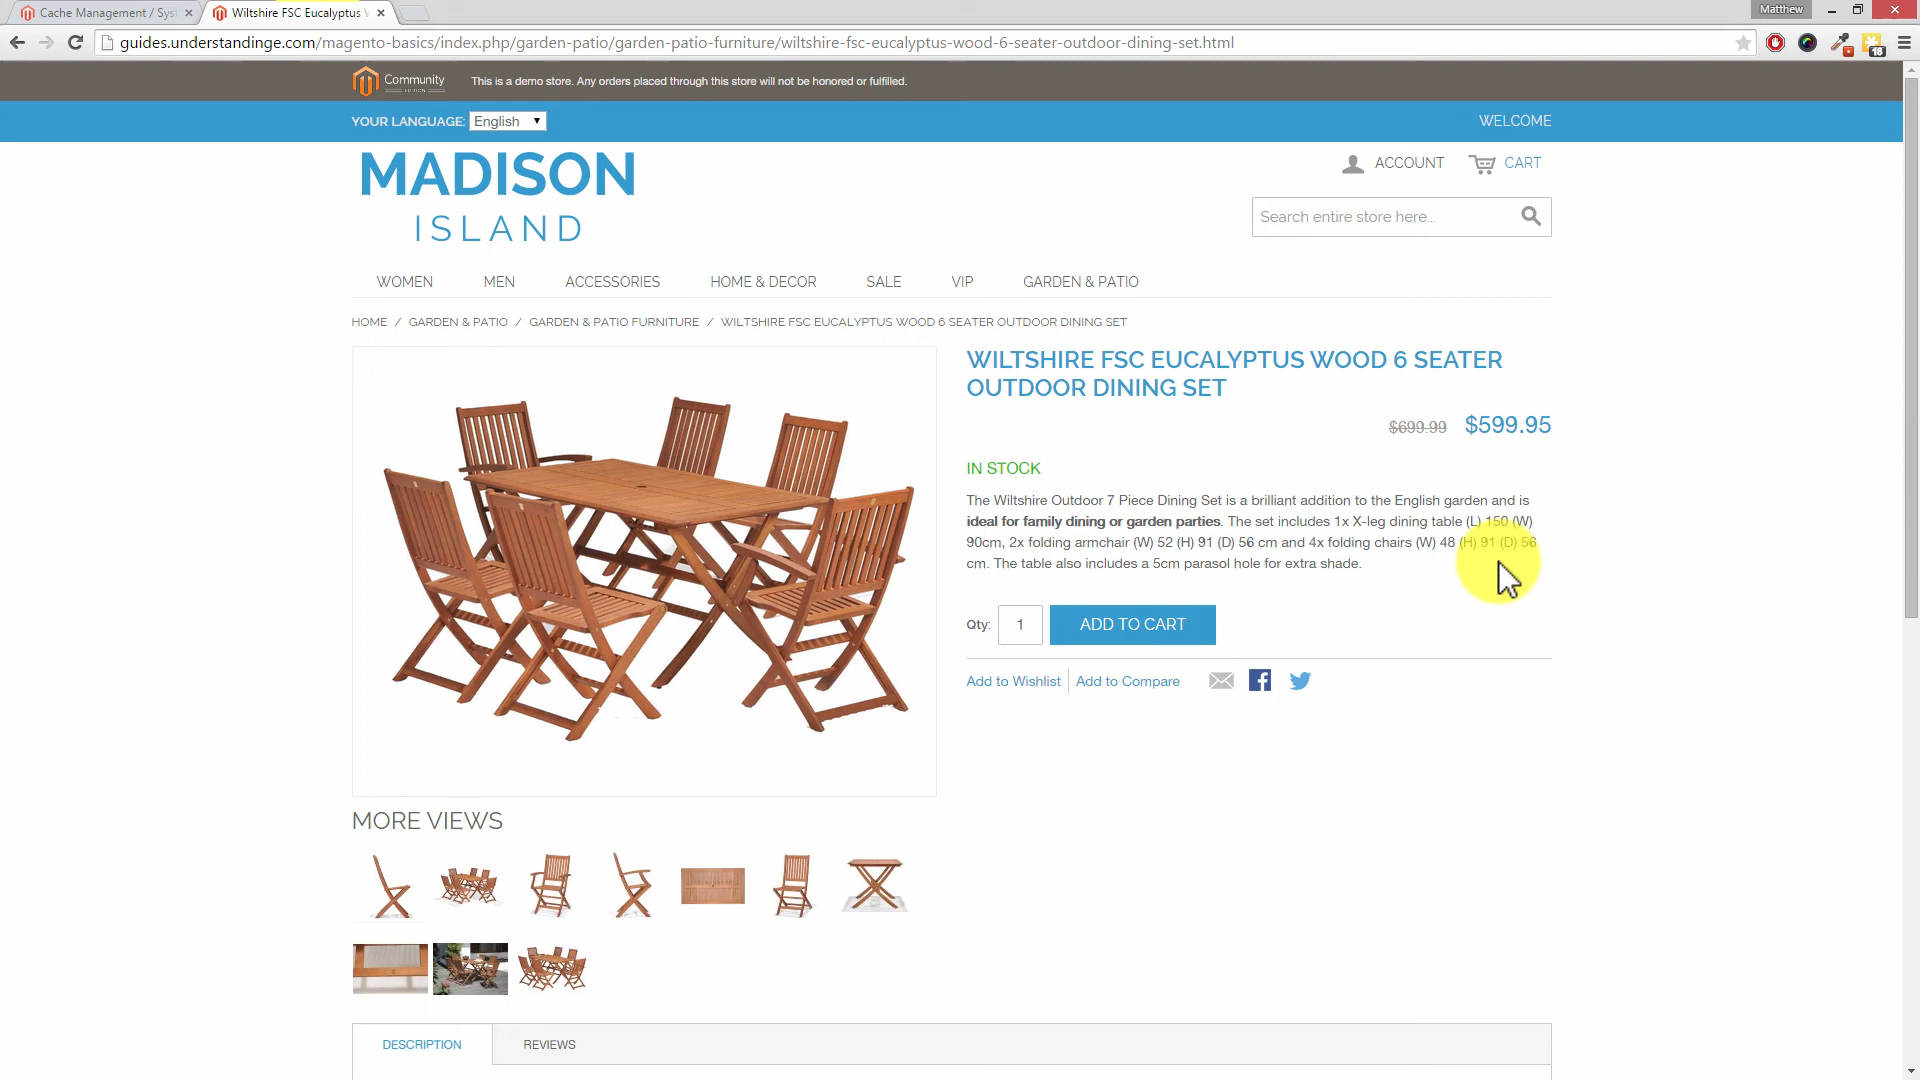 Cache Management / Sys
Wiltshire FSC Eucalyptus
Matthew
guides.understandinge.com/magento-basics/index.php/garden-patio/garden-patio-furniture/wiltshire-fsc-eucalyptus-wood-6-seater-outdoor-dining-set.html
18
Community
This is a demo store. Any orders placed through this store will not be honored or fulfilled.
YOUR LANGUAGE: English
WELCOME
MADISON
ISLAND
ACCOUNT CART
Search entire store here...
WOMEN MEN ACCESSORIES HOME & DECOR SALE VIP GARDEN & PATIO
HOME / GARDEN & PATIO / GARDEN & PATIO FURNITURE / WILTSHIRE FSC EUCALYPTUS WOOD 6 SEATER OUTDOOR DINING SET
WILTSHIRE FSC EUCALYPTUS WOOD 6 SEATER
OUTDOOR DINING SET
$699.99 $599.95
IN STOCK
The Wiltshire Outdoor 7 Piece Dining Set is a brilliant addition to the English garden and is
ideal for family dining or garden parties. The set includes 1x X-leg dining table (L) 150 (W)
90cm, 2x folding armchair (W) 52 (H) 91 (D) 56 cm and 4x folding chairs (W) 48 (H) 91 (D) 56
cm. The table also includes a 5cm parasol hole for extra shade.
Qty: 1 ADD TO CART
Add to Wishlist Add to Compare
MORE VIEWS
DESCRIPTION REVIEWS